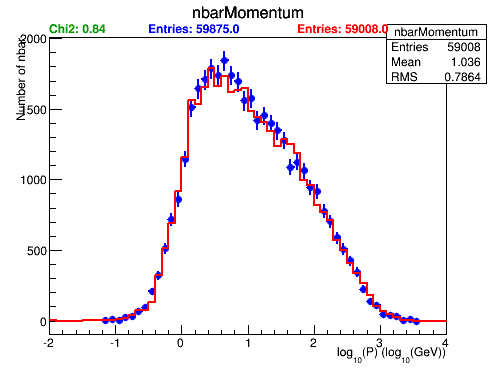 nbarMomentum
Chi2: 0.84 Entries: 59875.0 Entries: 59008.0
nbarMomentum
Entries 59008
Mean 1.036
RMS 0.7864
Number of nbar
2000
1500
1000
500
0
-2 -1 0 1 2 3 4
log10(P) (log10(GeV))